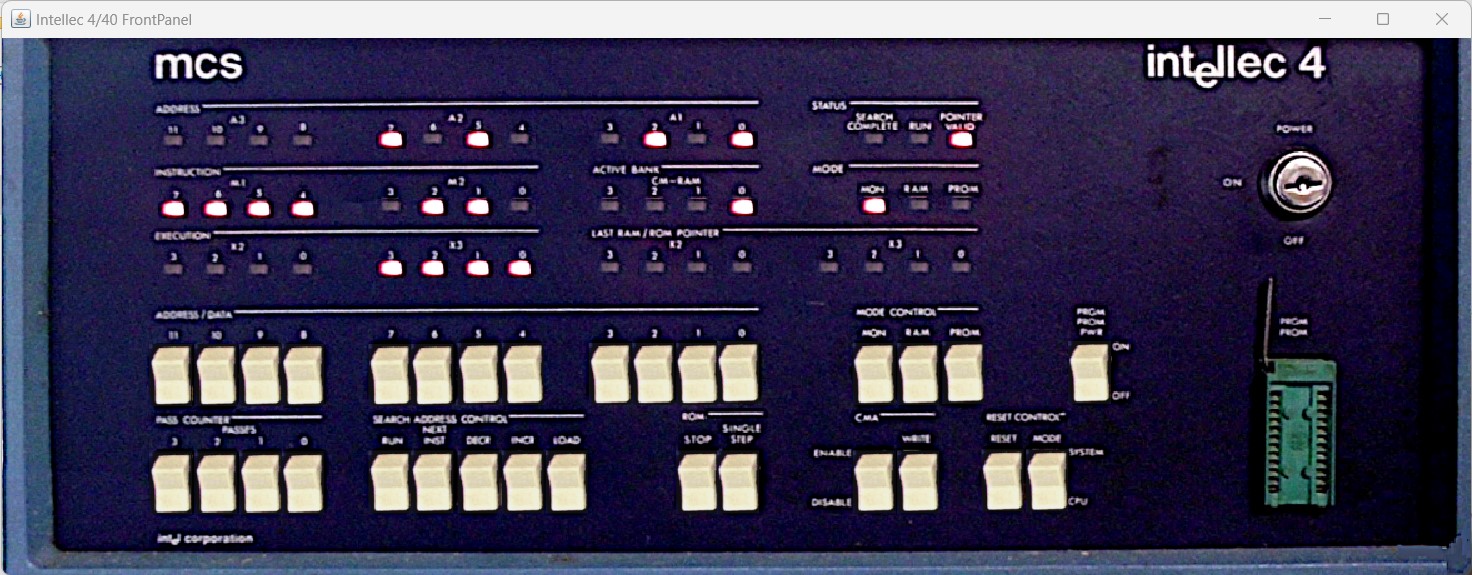 Intellec 4/40 FrontPanel
mcs
intellec 4
ADDRESS
STATUS
A3
A2
A1
SEARCH COMPLETE
RUN
POINTER VALID
11 10 9 8 7 6 5 4 3 2 1 0
POWER
INSTRUCTION
ACTIVE BANK
MODE
M1
M2
CM-RAM
MON RAM PROM
7 6 5 4 3 2 1 0 3 2 1 0
ON
EXECUTION
LAST RAM/ROM POINTER
X2
X3
X2
X3
3 2 1 0 3 2 1 0 3 2 1 0 3 2 1 0
OFF
ADDRESS/DATA
MODE CONTROL
PRGM PROM PWR
PRGM PROM
11 10 9 8 7 6 5 4 3 2 1 0
MON RAM PROM
ON
OFF
PASS COUNTER
PASSES
SEARCH ADDRESS CONTROL
ROM
CMA
RESET CONTROL
3 2 1 0
RUN
NEXT INST
DECR
INCR
LOAD
STOP
SINGLE STEP
WRITE
RESET
MODE
ENABLE
SYSTEM
DISABLE
CPU
intel corporation